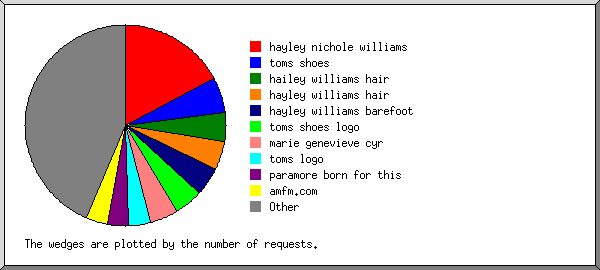 hayley nichole williams
toms shoes
hailey williams hair
hayley williams hair
hayley williams barefoot
toms shoes logo
marie genevieve cyr
toms logo
paramore born for this
amfm.com
Other
The wedges are plotted by the number of requests.